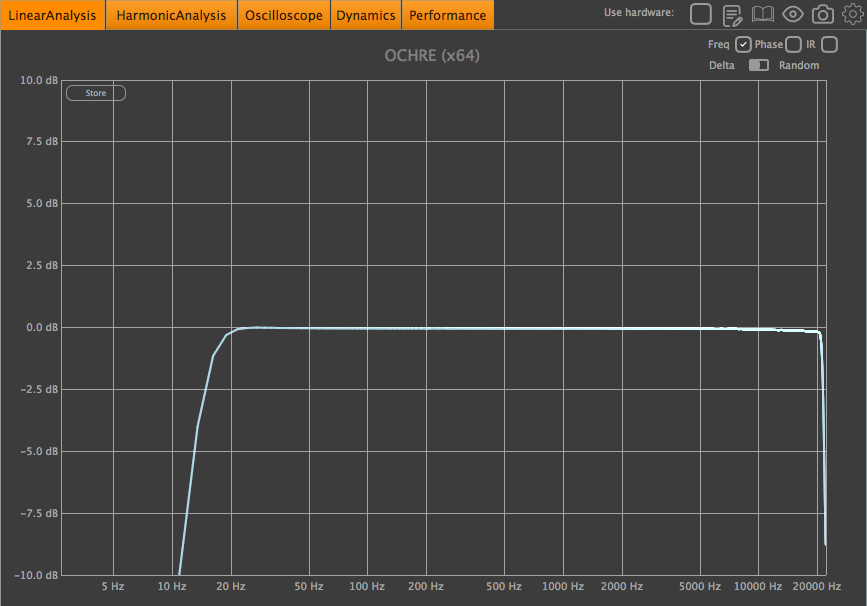 LinearAnalysis HarmonicAnalysis Oscilloscope Dynamics Performance Use hardware:
OCHRE (x64)
Freq Phase IR
Delta Random
Store
10.0 dB
7.5 dB
5.0 dB
2.5 dB
0.0 dB
-2.5 dB
-5.0 dB
-7.5 dB
-10.0 dB
5 Hz 10 Hz 20 Hz 50 Hz 100 Hz 200 Hz 500 Hz 1000 Hz 2000 Hz 5000 Hz 10000 Hz 20000 Hz